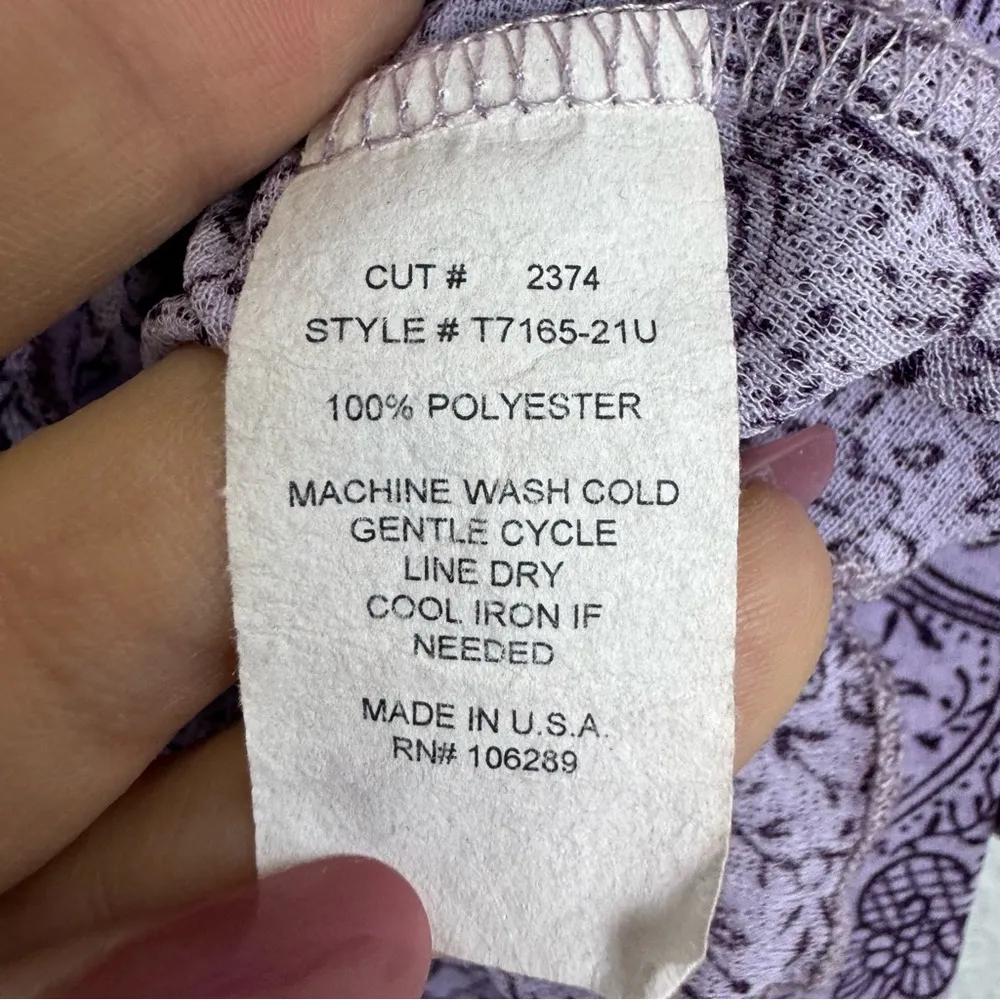 CUT # 2374
STYLE # T7165-21U
100% POLYESTER
MACHINE WASH COLD
GENTLE CYCLE
LINE DRY
COOL IRON IF
NEEDED
MADE IN U.S.A.
RN# 106289